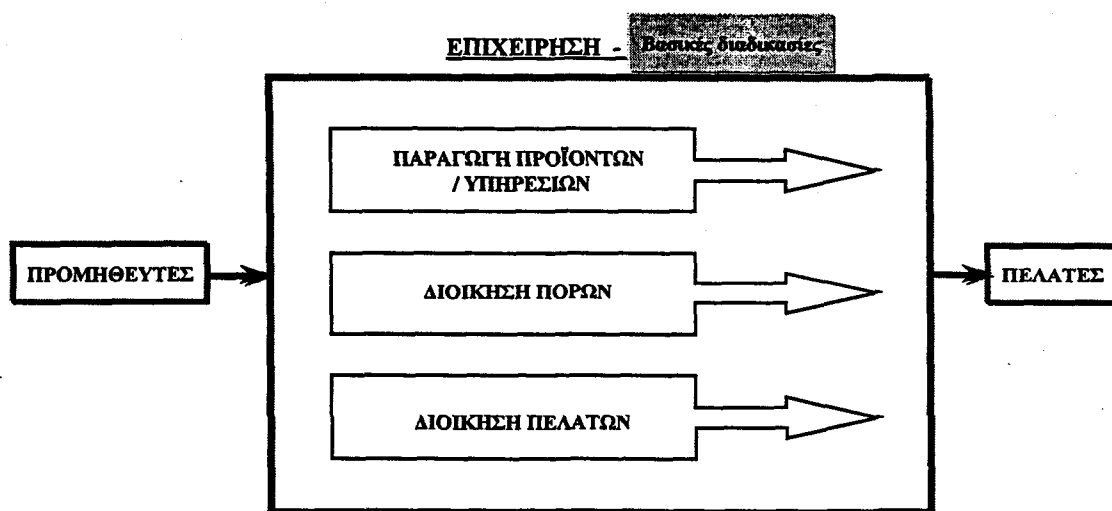 ΕΠΙΧΕΙΡΗΣΗ - Βασικές διαδικασίες
ΠΑΡΑΓΩΓΗ ΠΡΟΪΟΝΤΩΝ
/ ΥΠΗΡΕΣΙΩΝ
ΠΡΟΜΗΘΕΥΤΕΣ
ΔΙΟΙΚΗΣΗ ΠΟΡΩΝ
ΠΕΛΑΤΕΣ
ΔΙΟΙΚΗΣΗ ΠΕΛΑΤΩΝ